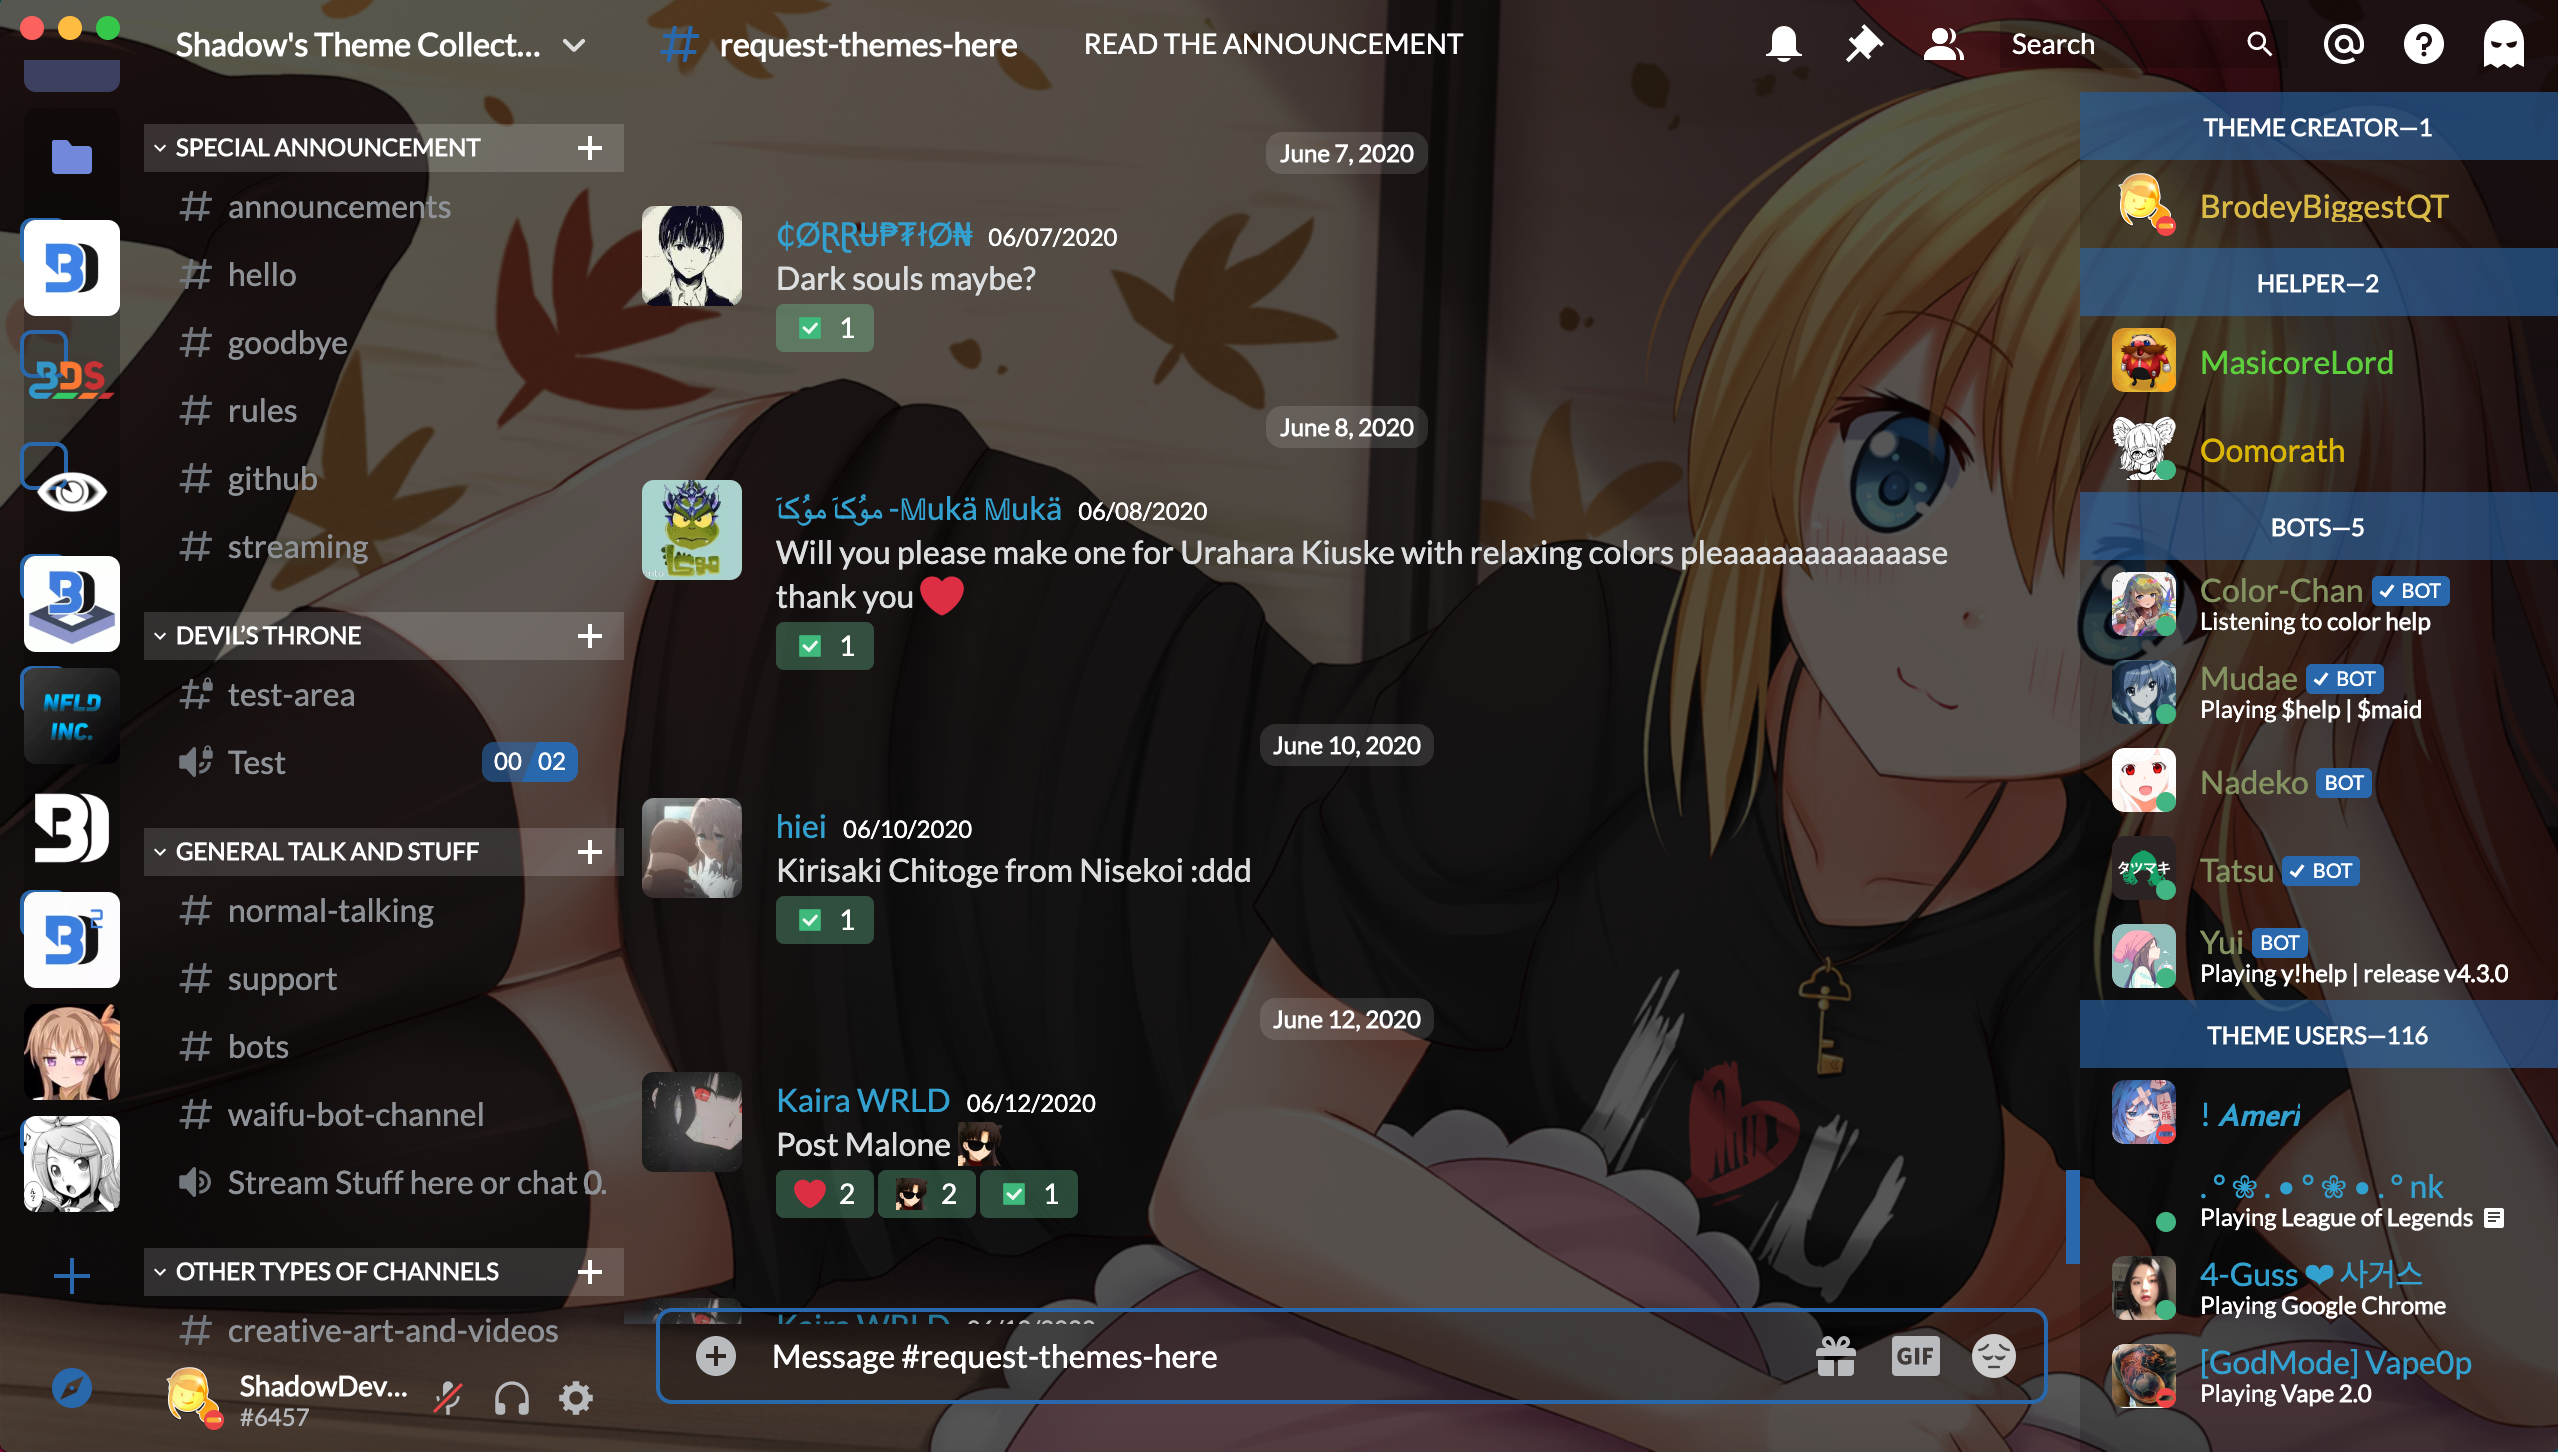 Shadow's Theme Collect...
request-themes-here
READ THE ANNOUNCEMENT
Search
SPECIAL ANNOUNCEMENT
announcements
hello
goodbye
rules
github
streaming
DEVIL'S THRONE
test-area
Test
00 02
GENERAL TALK AND STUFF
normal-talking
support
bots
waifu-bot-channel
Stream Stuff here or chat 0.
OTHER TYPES OF CHANNELS
creative-art-and-videos
ShadowDev...
#6457
BDS
NFLD
INC.
June 7, 2020
₵ØⱤⱤɄ₱₮łØ₦ 06/07/2020
Dark souls maybe?
1
June 8, 2020
-𝕄ukä 𝕄ukä 06/08/2020
Will you please make one for Urahara Kiuske with relaxing colors pleaaaaaaaaaaaase
thank you ❤️
1
June 10, 2020
hiei 06/10/2020
Kirisaki Chitoge from Nisekoi :ddd
1
June 12, 2020
Kaira WRLD 06/12/2020
Post Malone
2 2 1
Message #request-themes-here
GIF
THEME CREATOR—1
BrodeyBiggestQT
HELPER—2
MasicoreLord
Oomorath
BOTS—5
Color-Chan BOT
Listening to color help
Mudae BOT
Playing $help | $maid
Nadeko BOT
タツマキ
Tatsu BOT
Yui BOT
Playing y!help | release v4.3.0
THEME USERS—116
! Ameri
. ° ❀ . • ° ❀ • . ° nk
Playing League of Legends
4-Guss ❤ 사거스
Playing Google Chrome
[GodMode] Vape0p
Playing Vape 2.0